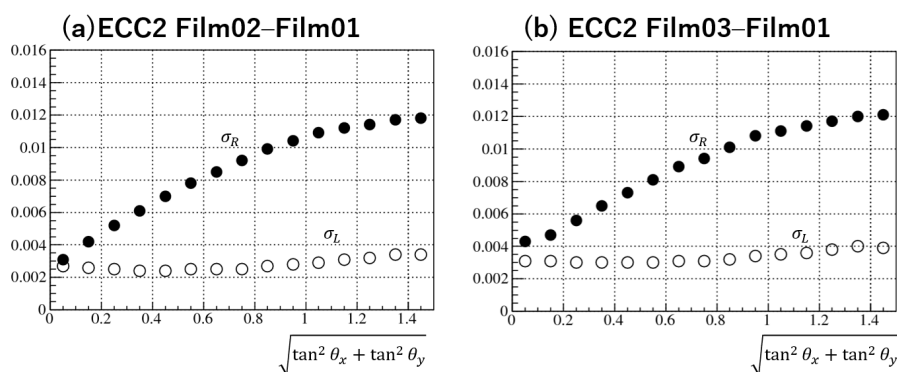 (a)ECC2 Film02–Film01
0.016
0.014
0.012
0.01
0.008
0.006
0.004
0.002
0
σR
σL
0 0.2 0.4 0.6 0.8 1 1.2 1.4
√tan² θx + tan² θy
(b) ECC2 Film03–Film01
0.016
0.014
0.012
0.01
0.008
0.006
0.004
0.002
0
σR
σL
0 0.2 0.4 0.6 0.8 1 1.2 1.4
√tan² θx + tan² θy